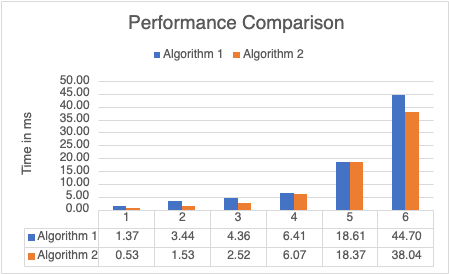 Performance Comparison
Algorithm 1 Algorithm 2
Time in ms
50.00
45.00
40.00
35.00
30.00
25.00
20.00
15.00
10.00
5.00
0.00
1 2 3 4 5 6
Algorithm 1 1.37 3.44 4.36 6.41 18.61 44.70
Algorithm 2 0.53 1.53 2.52 6.07 18.37 38.04